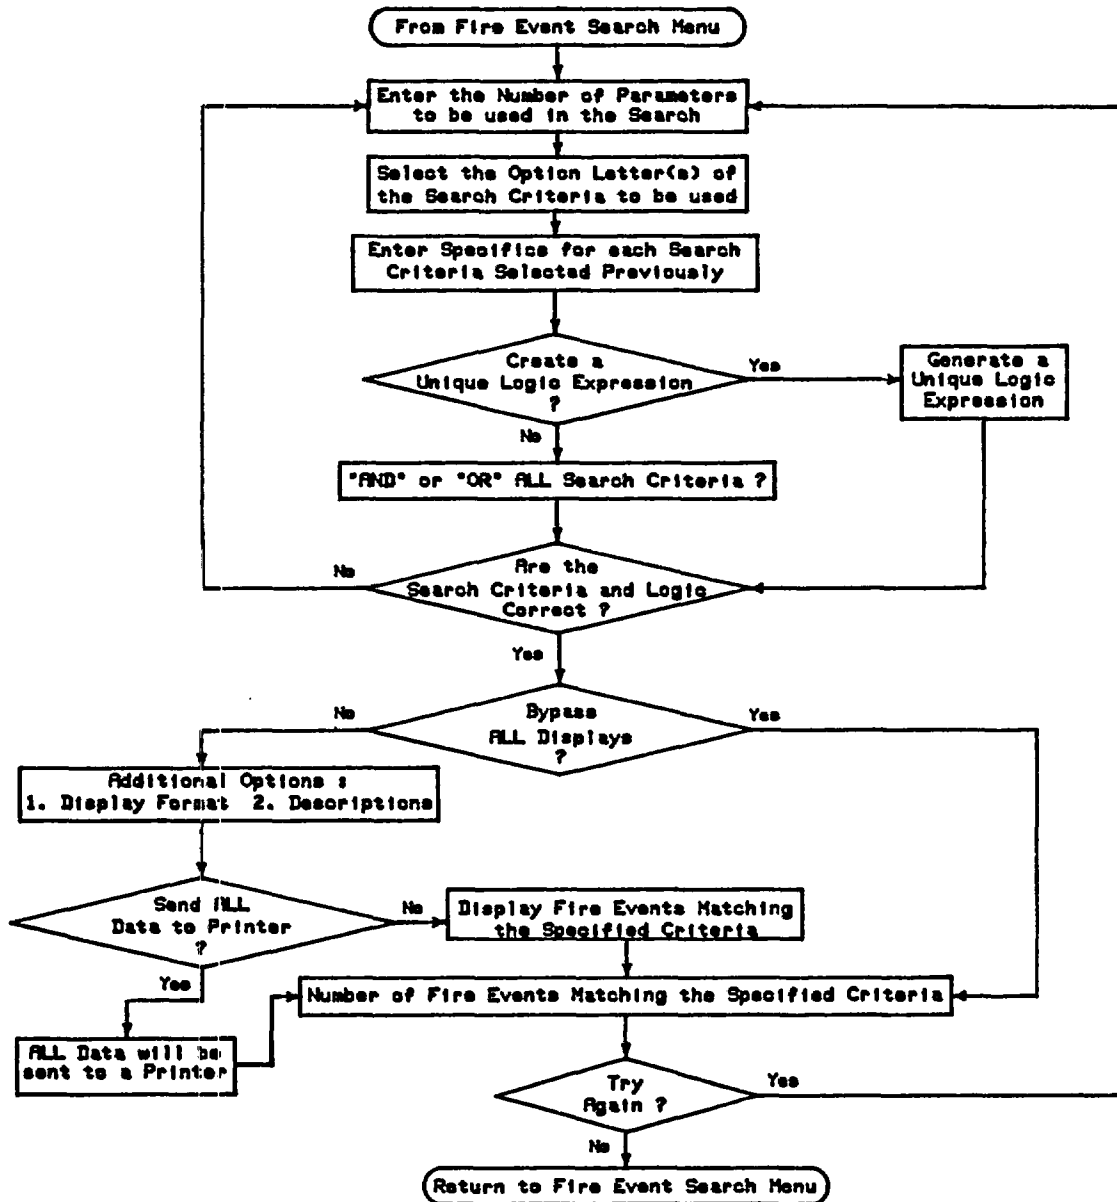 From Fire Event Search Menu
Enter the Number of Parameters
to be used in the Search
Select the Option Letter(s) of
the Search Criteria to be used
Enter Specifics for each Search
Criteria Selected Previously
Create a
Unique Logic Expression
?
Yes
Generate a
Unique Logic
Expression
No
"AND" or "OR" ALL Search Criteria ?
No
Are the
Search Criteria and Logic
Correct ?
Yes
No
Bypass
ALL Displays
?
Yes
Additional Options :
1. Display Format 2. Descriptions
Send ALL
Data to Printer
?
No
Display Fire Events Matching
the Specified Criteria
Yes
Number of Fire Events Matching the Specified Criteria
ALL Data will be
sent to a Printer
Try
Again ?
Yes
No
Return to Fire Event Search Menu